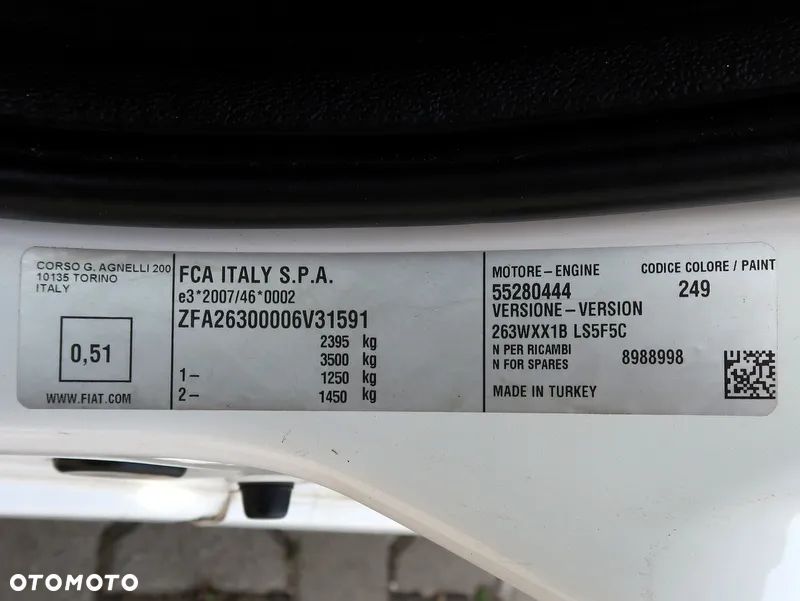 CORSO G. AGNELLI 200
10135 TORINO
ITALY
0,51
WWW.FIAT.COM
FCA ITALY S.P.A.
e3*2007/46*0002
ZFA26300006V31591
2395 kg
3500 kg
1- 1250 kg
2- 1450 kg
MOTORE-ENGINE
55280444
VERSIONE-VERSION
263WXX1B LS5F5C
N PER RICAMBI
N FOR SPARES
8988998
MADE IN TURKEY
CODICE COLORE / PAINT
249
OTOMOTO